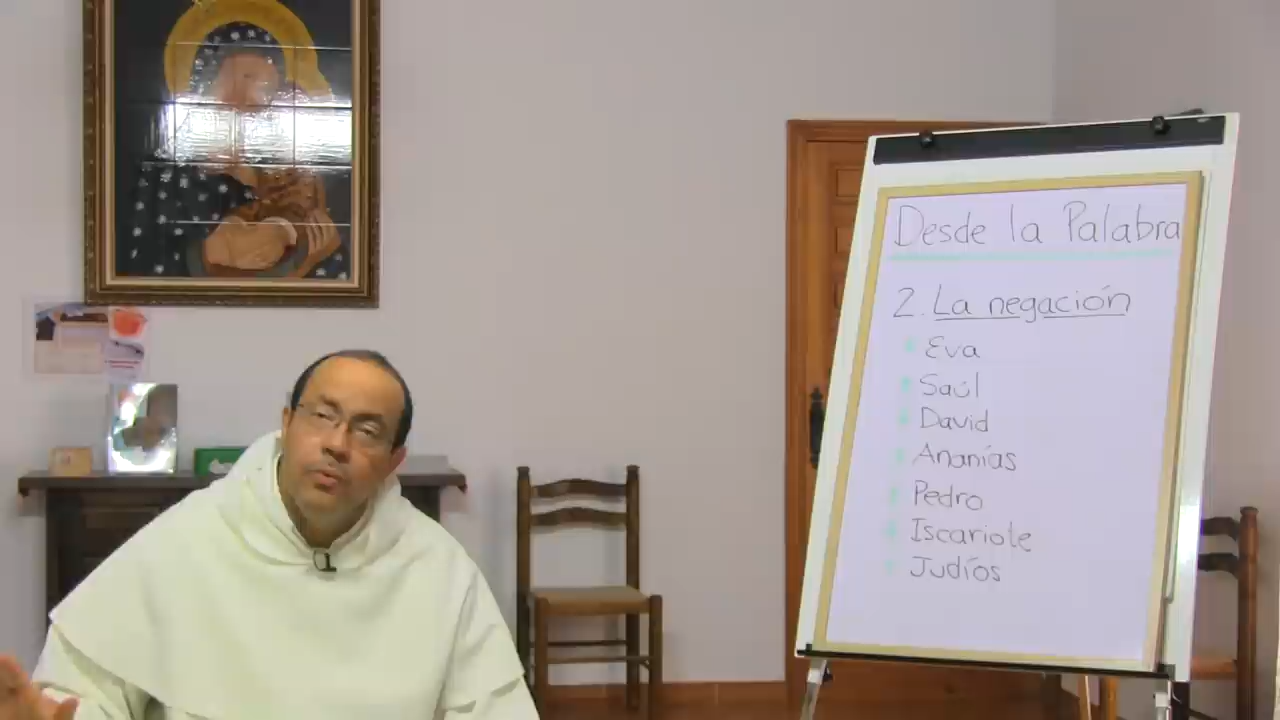 Desde la Palabra
2. La negación
Eva
Saúl
David
Ananías
Pedro
Iscariote
Judíos